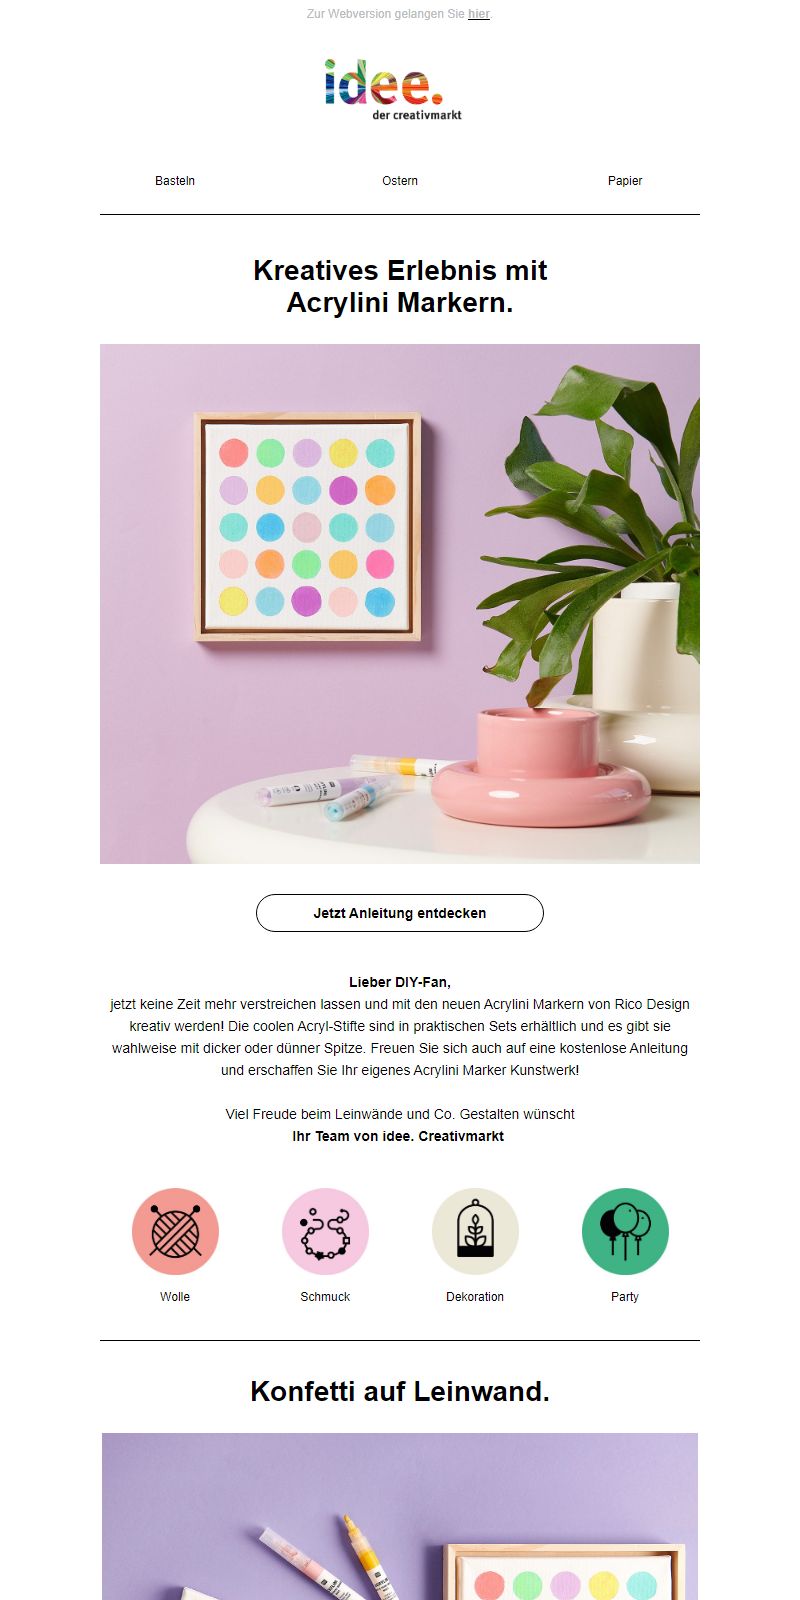 Zur Webversion gelangen Sie hier.
idee.
der creativmarkt
Basteln
Ostern
Papier
Kreatives Erlebnis mit
Acrylini Markern.
Jetzt Anleitung entdecken
Lieber DIY-Fan,
jetzt keine Zeit mehr verstreichen lassen und mit den neuen Acrylini Markern von Rico Design
kreativ werden! Die coolen Acryl-Stifte sind in praktischen Sets erhältlich und es gibt sie
wahlweise mit dicker oder dünner Spitze. Freuen Sie sich auch auf eine kostenlose Anleitung
und erschaffen Sie Ihr eigenes Acrylini Marker Kunstwerk!
Viel Freude beim Leinwände und Co. Gestalten wünscht
Ihr Team von idee. Creativmarkt
Wolle
Schmuck
Dekoration
Party
Konfetti auf Leinwand.